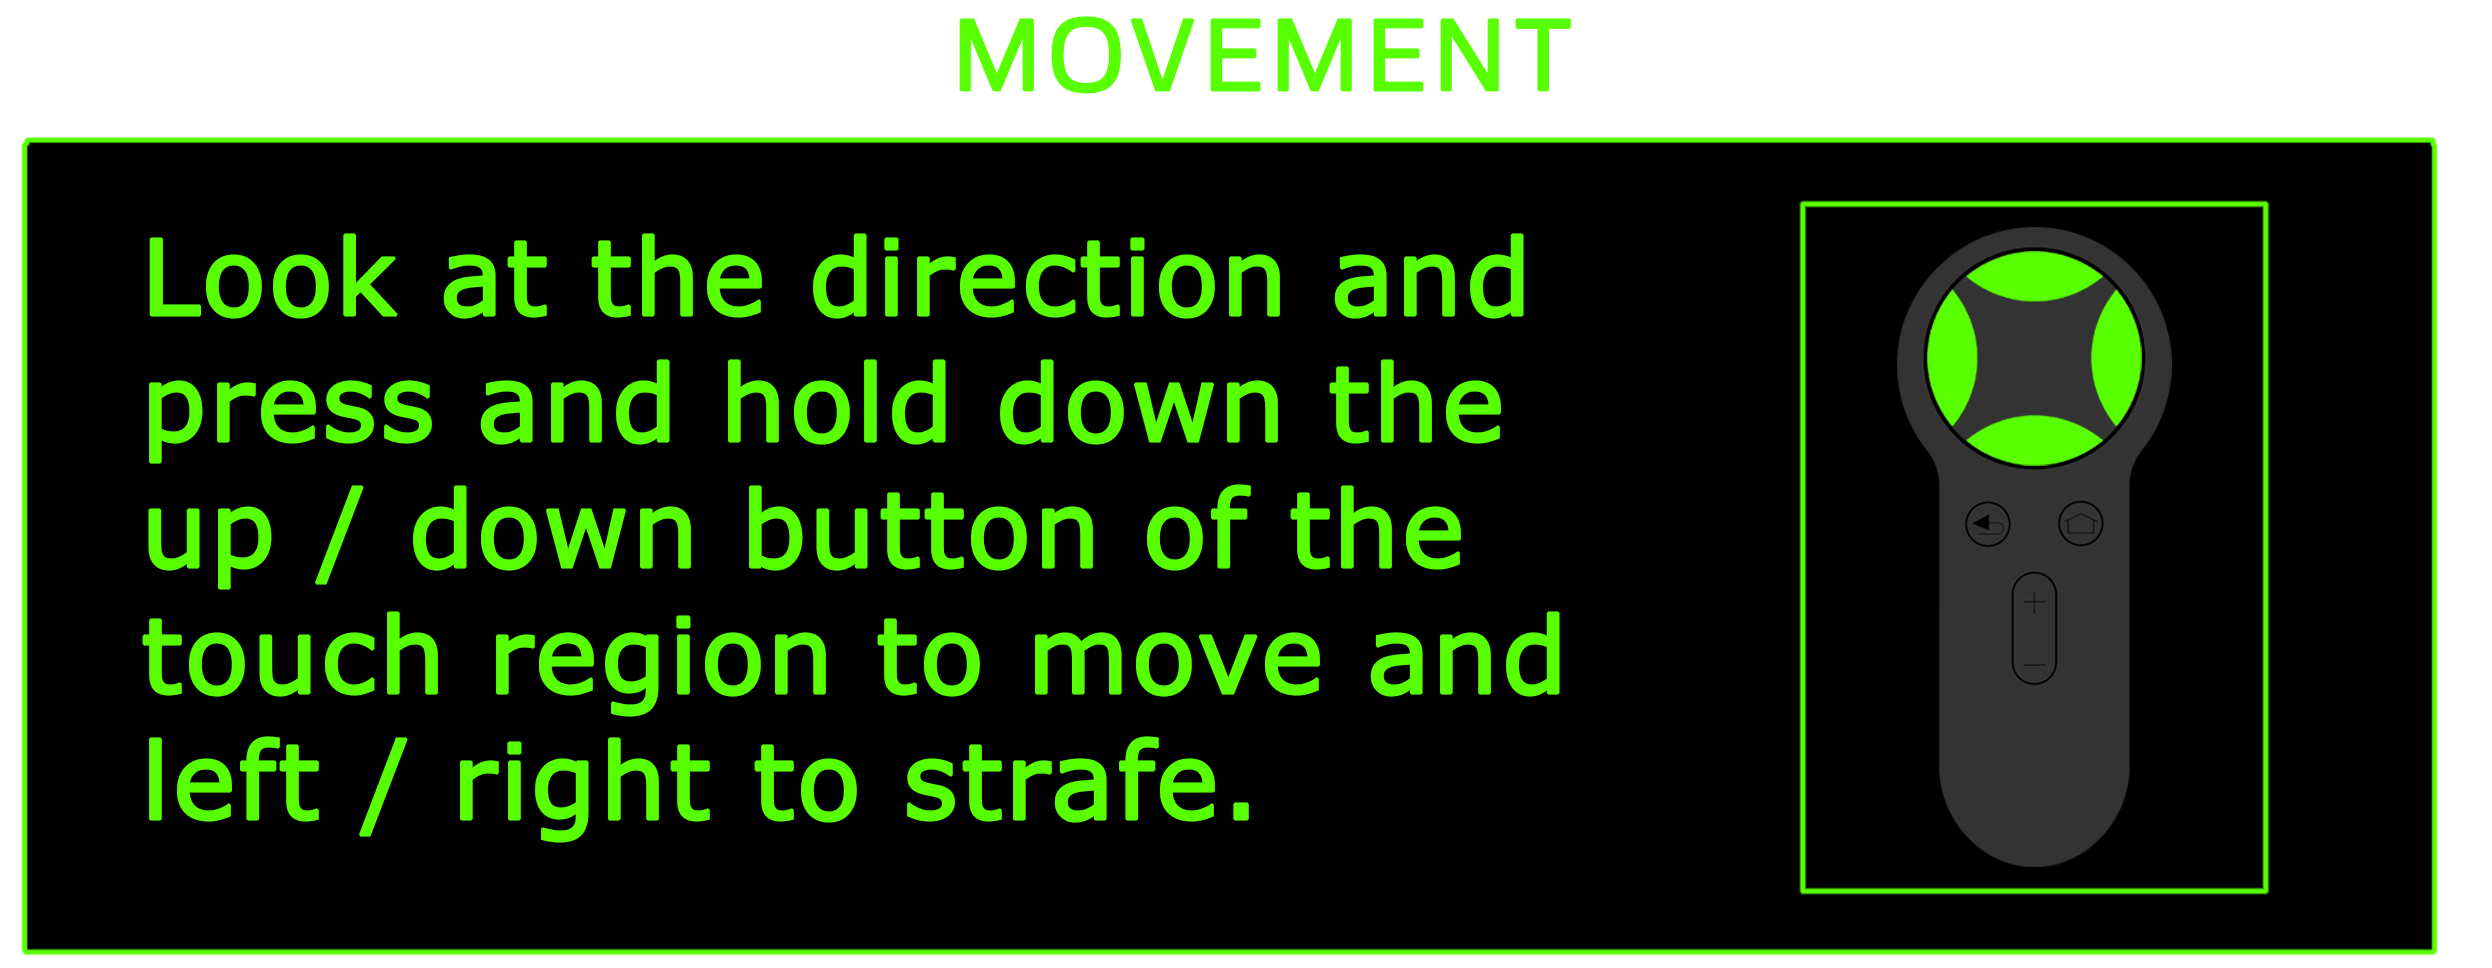 MOVEMENT
Look at the direction and
press and hold down the
up / down button of the
touch region to move and
left / right to strafe.
+
−